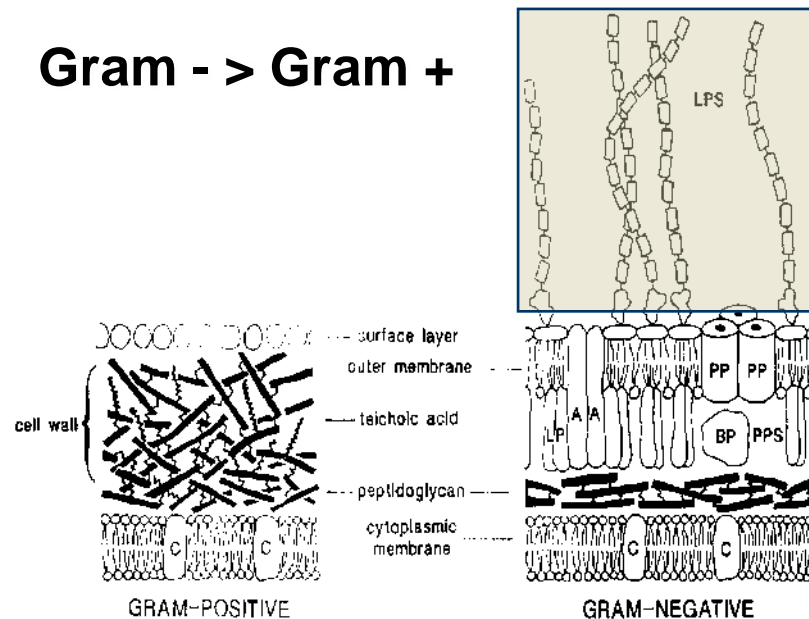 Gram - > Gram +
LPS
surface layer
outer membrane
PP PP
cell wall
teichoic acid
A A
LP
BP PPS
peptidoglycan
cytoplasmic
membrane
C C
C C
GRAM-POSITIVE
GRAM-NEGATIVE